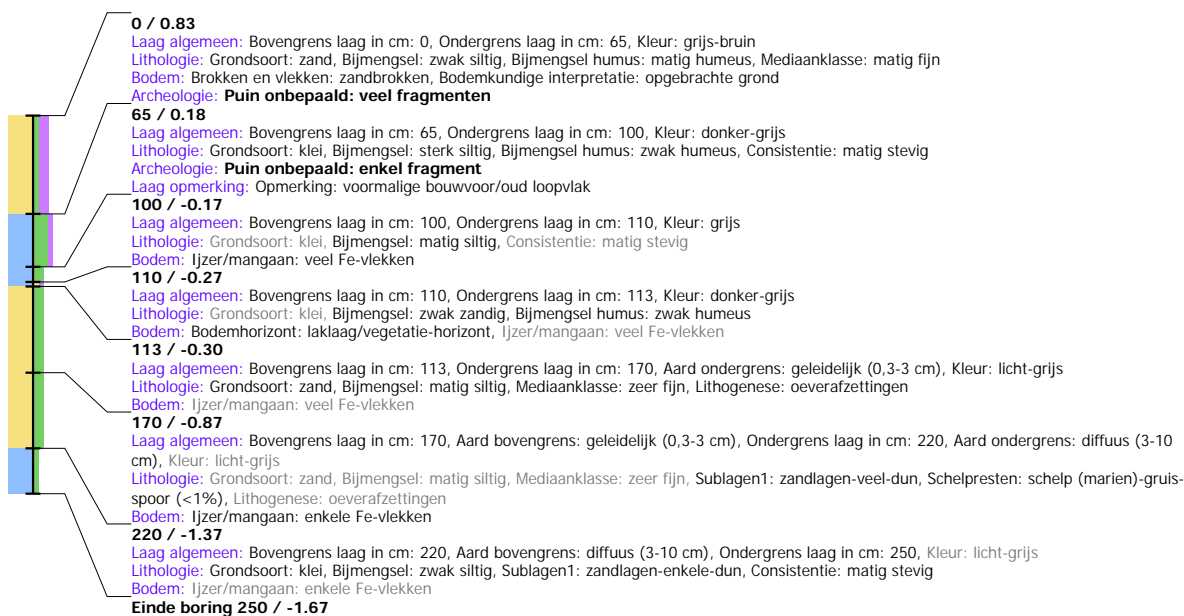 0 / 0.83
Laag algemeen: Bovengrens laag in cm: 0, Ondergrens laag in cm: 65, Kleur: grijs-bruin
Lithologie: Grondsoort: zand, Bijmengsel: zwak siltig, Bijmengsel humus: matig humeus, Mediaanklasse: matig fijn
Bodem: Brokken en vlekken: zandbrokken, Bodemkundige interpretatie: opgebrachte grond
Archeologie: Puin onbepaald: veel fragmenten
65 / 0.18
Laag algemeen: Bovengrens laag in cm: 65, Ondergrens laag in cm: 100, Kleur: donker-grijs
Lithologie: Grondsoort: klei, Bijmengsel: sterk siltig, Bijmengsel humus: zwak humeus, Consistentie: matig stevig
Archeologie: Puin onbepaald: enkel fragment
Laag opmerking: Opmerking: voormalige bouwvoor/oud loopvlak
100 / -0.17
Laag algemeen: Bovengrens laag in cm: 100, Ondergrens laag in cm: 110, Kleur: grijs
Lithologie: Grondsoort: klei, Bijmengsel: matig siltig, Consistentie: matig stevig
Bodem: Ijzer/mangaan: veel Fe-vlekken
110 / -0.27
Laag algemeen: Bovengrens laag in cm: 110, Ondergrens laag in cm: 113, Kleur: donker-grijs
Lithologie: Grondsoort: klei, Bijmengsel: zwak zandig, Bijmengsel humus: zwak humeus
Bodem: Bodemhorizont: laklaag/vegetatie-horizont, Ijzer/mangaan: veel Fe-vlekken
113 / -0.30
Laag algemeen: Bovengrens laag in cm: 113, Ondergrens laag in cm: 170, Aard ondergrens: geleidelijk (0,3-3 cm), Kleur: licht-grijs
Lithologie: Grondsoort: zand, Bijmengsel: matig siltig, Mediaanklasse: zeer fijn, Lithogenese: oeverafzettingen
Bodem: Ijzer/mangaan: veel Fe-vlekken
170 / -0.87
Laag algemeen: Bovengrens laag in cm: 170, Aard bovengrens: geleidelijk (0,3-3 cm), Ondergrens laag in cm: 220, Aard ondergrens: diffuus (3-10
cm), Kleur: licht-grijs
Lithologie: Grondsoort: zand, Bijmengsel: matig siltig, Mediaanklasse: zeer fijn, Sublagen1: zandlagen-veel-dun, Schelpresten: schelp (marien)-gruis-
spoor (<1%), Lithogenese: oeverafzettingen
Bodem: Ijzer/mangaan: enkele Fe-vlekken
220 / -1.37
Laag algemeen: Bovengrens laag in cm: 220, Aard bovengrens: diffuus (3-10 cm), Ondergrens laag in cm: 250, Kleur: licht-grijs
Lithologie: Grondsoort: klei, Bijmengsel: zwak siltig, Sublagen1: zandlagen-enkele-dun, Consistentie: matig stevig
Bodem: Ijzer/mangaan: enkele Fe-vlekken
Einde boring 250 / -1.67